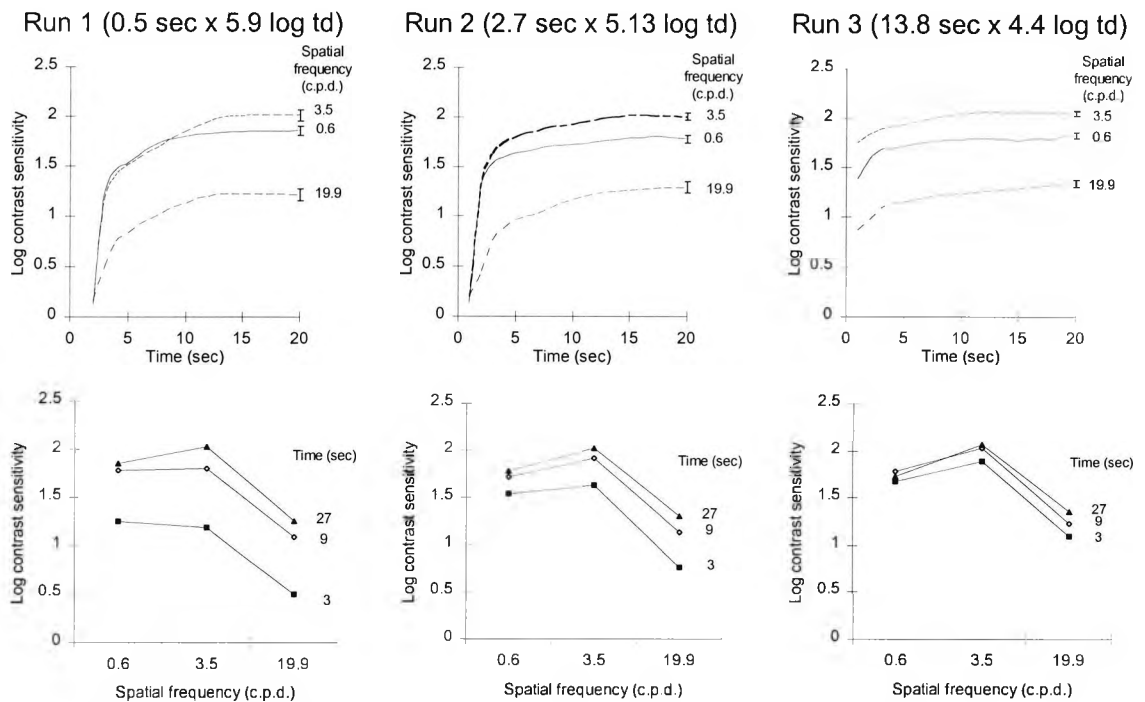 Run 1 (0.5 sec x 5.9 log td)
Spatial
frequency
(c.p.d.)
2.5
2
1.5
1
0.5
0
Log contrast sensitivity
3.5
0.6
19.9
0 5 10 15 20
Time (sec)
Run 2 (2.7 sec x 5.13 log td)
Spatial
frequency
(c.p.d.)
2.5
2
1.5
1
0.5
0
Log contrast sensitivity
3.5
0.6
19.9
0 5 10 15 20
Time (sec)
Run 3 (13.8 sec x 4.4 log td)
Spatial
frequency
(c.p.d.)
2.5
2
1.5
1
0.5
0
Log contrast sensitivity
3.5
0.6
19.9
0 5 10 15 20
Time (sec)
2.5
2
1.5
1
0.5
0
Log contrast sensitivity
Time (sec)
27
9
3
0.6 3.5 19.9
Spatial frequency (c.p.d.)
2.5
2
1.5
1
0.5
0
Log contrast sensitivity
Time (sec)
27
9
3
0.6 3.5 19.9
Spatial frequency (c.p.d.)
2.5
2
1.5
1
0.5
0
Log contrast sensitivity
Time (sec)
27
9
3
0.6 3.5 19.9
Spatial frequency (c.p.d.)